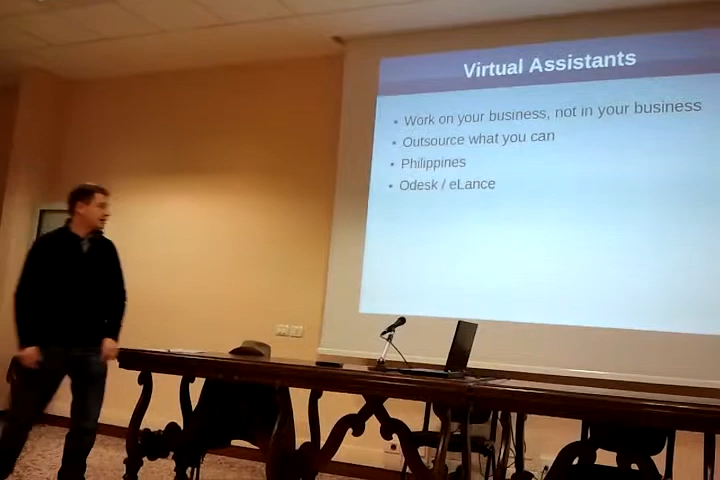 Virtual Assistants
• Work on your business, not in your business
• Outsource what you can
• Philippines
• Odesk / eLance